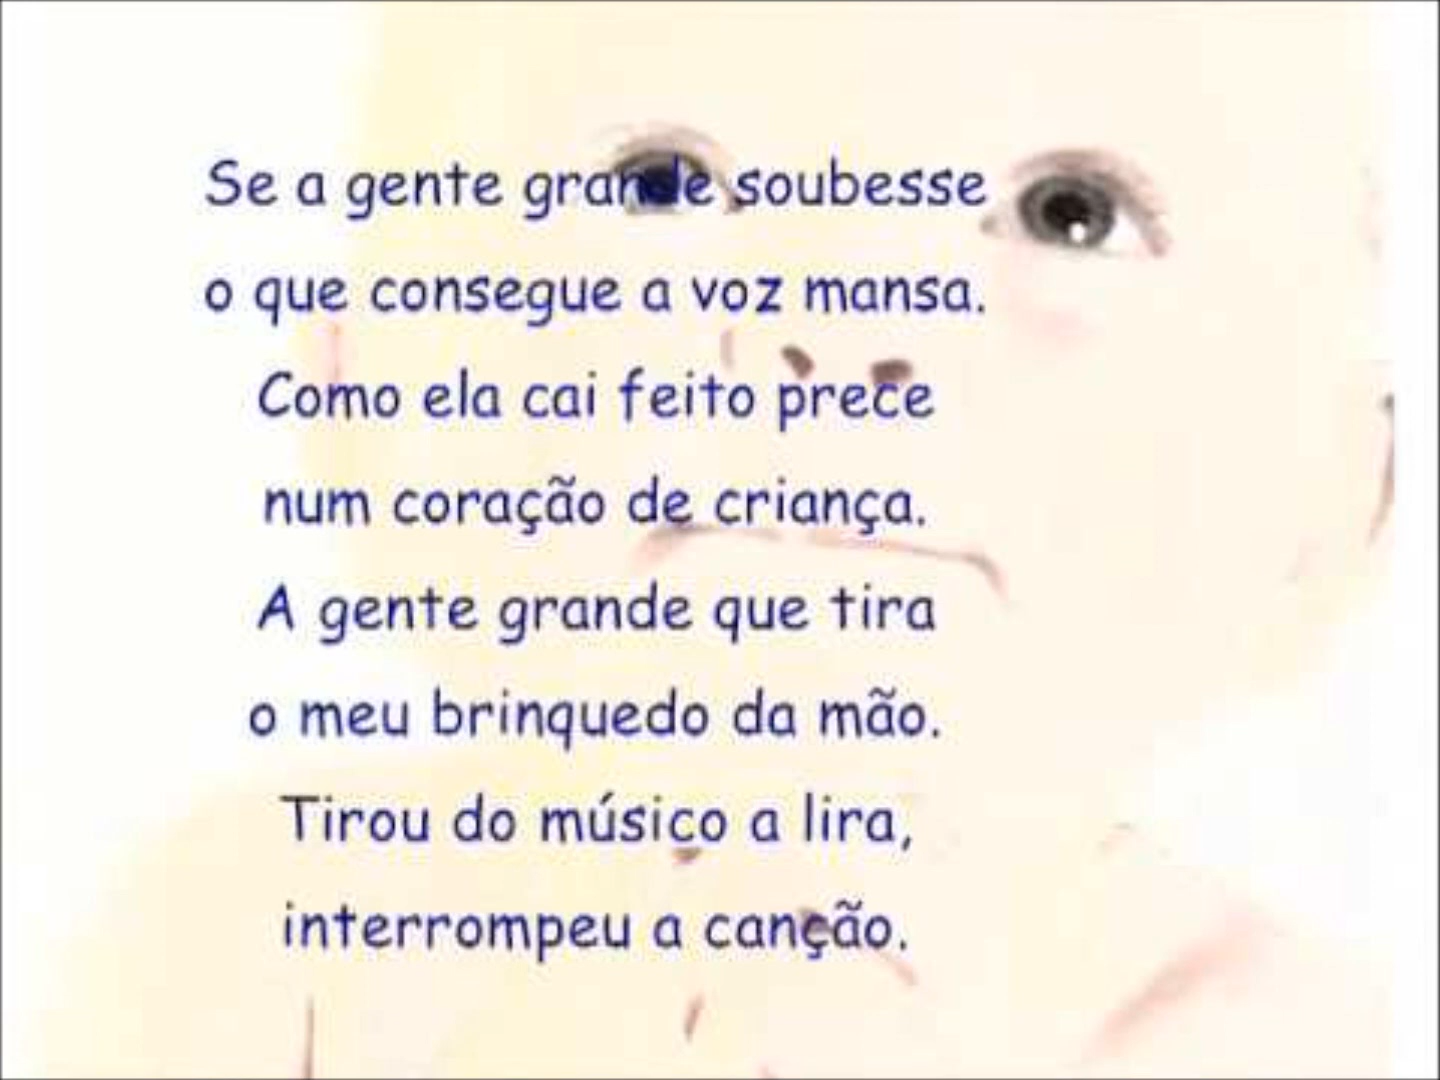 Se a gente grande soubesse
o que consegue a voz mansa.
Como ela cai feito prece
num coração de criança.
A gente grande que tira
o meu brinquedo da mão.
Tirou do músico a lira,
interrompeu a canção.